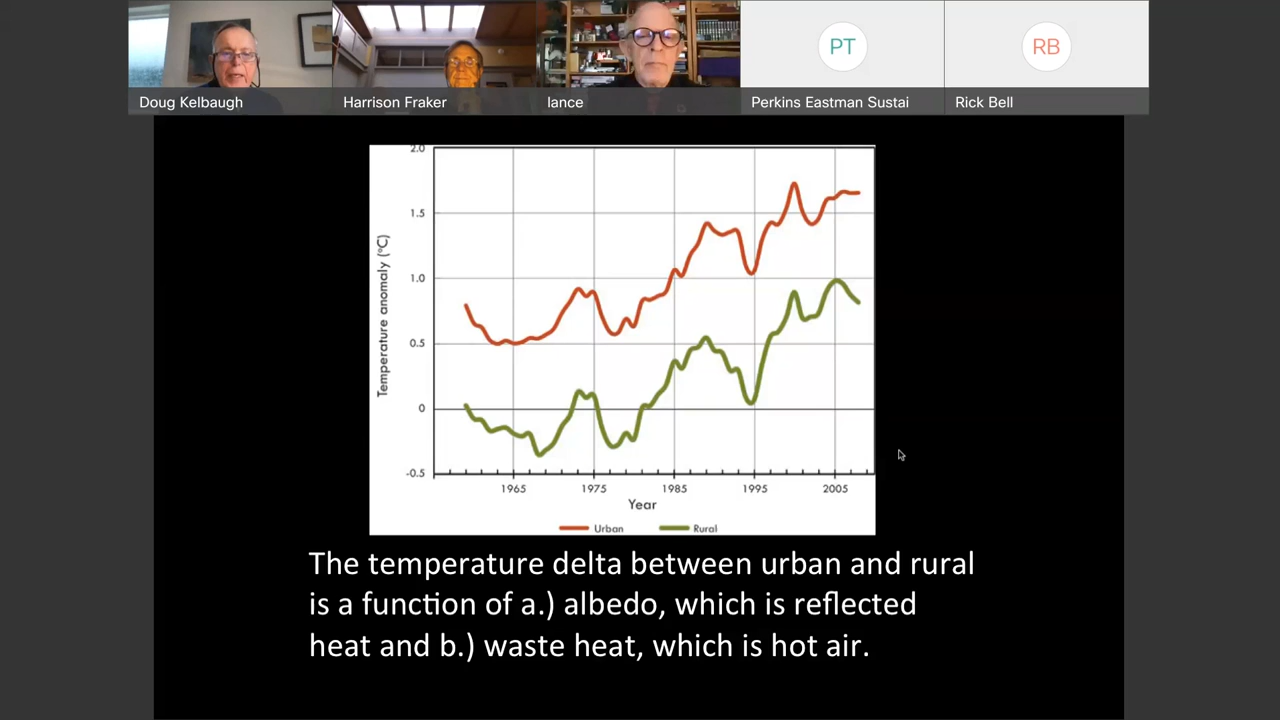 PT
RB
Doug Kelbaugh
Harrison Fraker
lance
Perkins Eastman Sustai
Rick Bell
2.0
1.5
1.0
0.5
0
-0.5
Temperature anomaly (°C)
1965 1975 1985 1995 2005
Year
Urban Rural
The temperature delta between urban and rural
is a function of a.) albedo, which is reflected
heat and b.) waste heat, which is hot air.